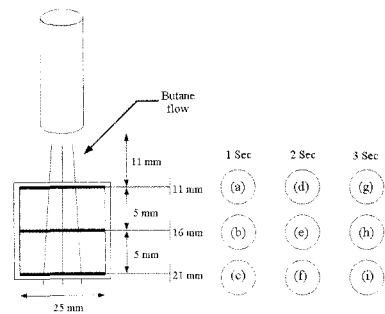 Butane
flow
11 mm
1 Sec 2 Sec 3 Sec
11 mm (a) (d) (g)
5 mm
16 mm (b) (e) (h)
5 mm
21 mm (c) (f) (i)
25 mm